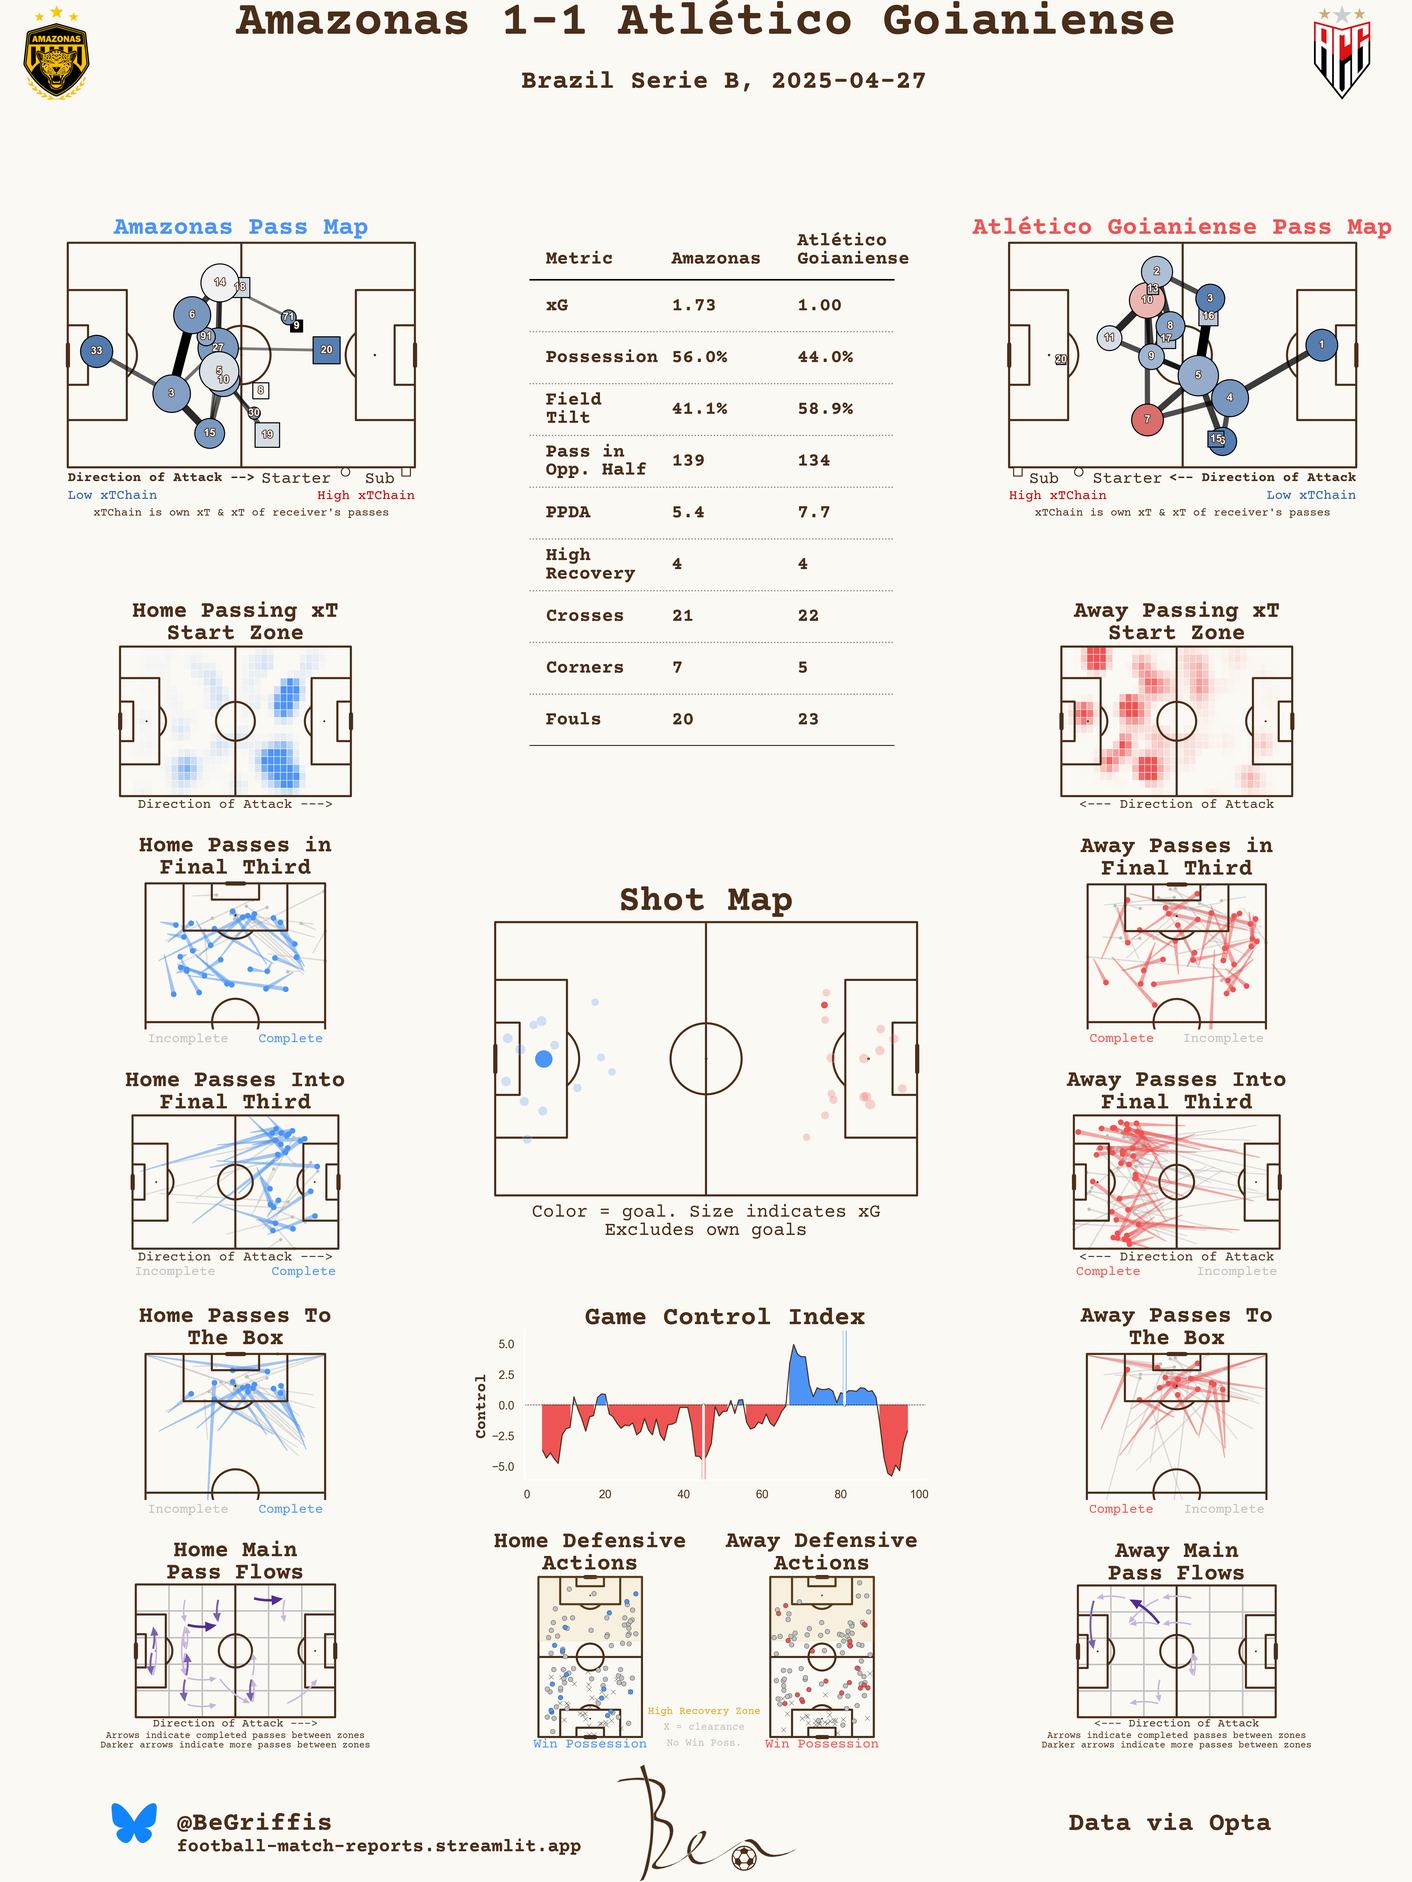 Amazonas 1–1 Atlético Goianiense
Brazil Serie B, 2025-04-27
AMAZONAS
ACG
Amazonas Pass Map
14
18
6
71
9
91
27
33
20
5
10
3
8
30
15
19
Direction of Attack --> Starter Sub
Low xTChain High xTChain
xTChain is own xT & xT of receiver's passes
Metric Amazonas Atlético Goianiense
xG 1.73 1.00
Possession 56.0% 44.0%
Field Tilt 41.1% 58.9%
Pass in Opp. Half 139 134
PPDA 5.4 7.7
High Recovery 4 4
Crosses 21 22
Corners 7 5
Fouls 20 23
Atlético Goianiense Pass Map
2
13
10
3
16
8
11
17
9
20
1
5
4
7
15
6
Sub Starter <-- Direction of Attack
High xTChain Low xTChain
xTChain is own xT & xT of receiver's passes
Home Passing xT
Start Zone
Direction of Attack --->
Away Passing xT
Start Zone
<--- Direction of Attack
Home Passes in
Final Third
Incomplete Complete
Away Passes in
Final Third
Complete Incomplete
Shot Map
Color = goal. Size indicates xG
Excludes own goals
Home Passes Into
Final Third
Direction of Attack --->
Incomplete Complete
Away Passes Into
Final Third
<--- Direction of Attack
Complete Incomplete
Home Passes To
The Box
Incomplete Complete
Game Control Index
Control
5.0
2.5
0.0
−2.5
−5.0
0 20 40 60 80 100
Away Passes To
The Box
Complete Incomplete
Home Main
Pass Flows
Direction of Attack --->
Arrows indicate completed passes between zones
Darker arrows indicate more passes between zones
Home Defensive
Actions
Win Possession
Away Defensive
Actions
Win Possession
High Recovery Zone
X = clearance
No Win Poss.
Away Main
Pass Flows
<--- Direction of Attack
Arrows indicate completed passes between zones
Darker arrows indicate more passes between zones
@BeGriffis
football-match-reports.streamlit.app
Ben
Data via Opta